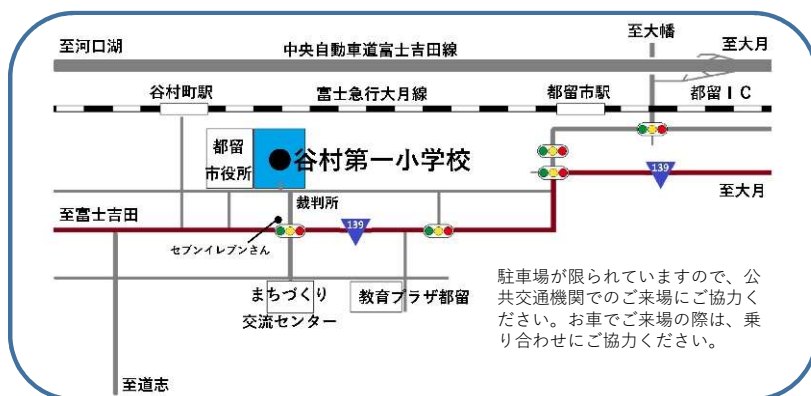 至大幡
至河口湖
中央自動車道富士吉田線
至大月
谷村町駅
富士急行大月線
都留市駅
都留IC
都留
市役所
谷村第一小学校
139
至大月
裁判所
至富士吉田
139
セブンイレブンさん
まちづくり
交流センター
教育プラザ都留
駐車場が限られていますので、公
共交通機関でのご来場にご協力く
ださい。お車でご来場の際は、乗
り合わせにご協力ください。
至道志